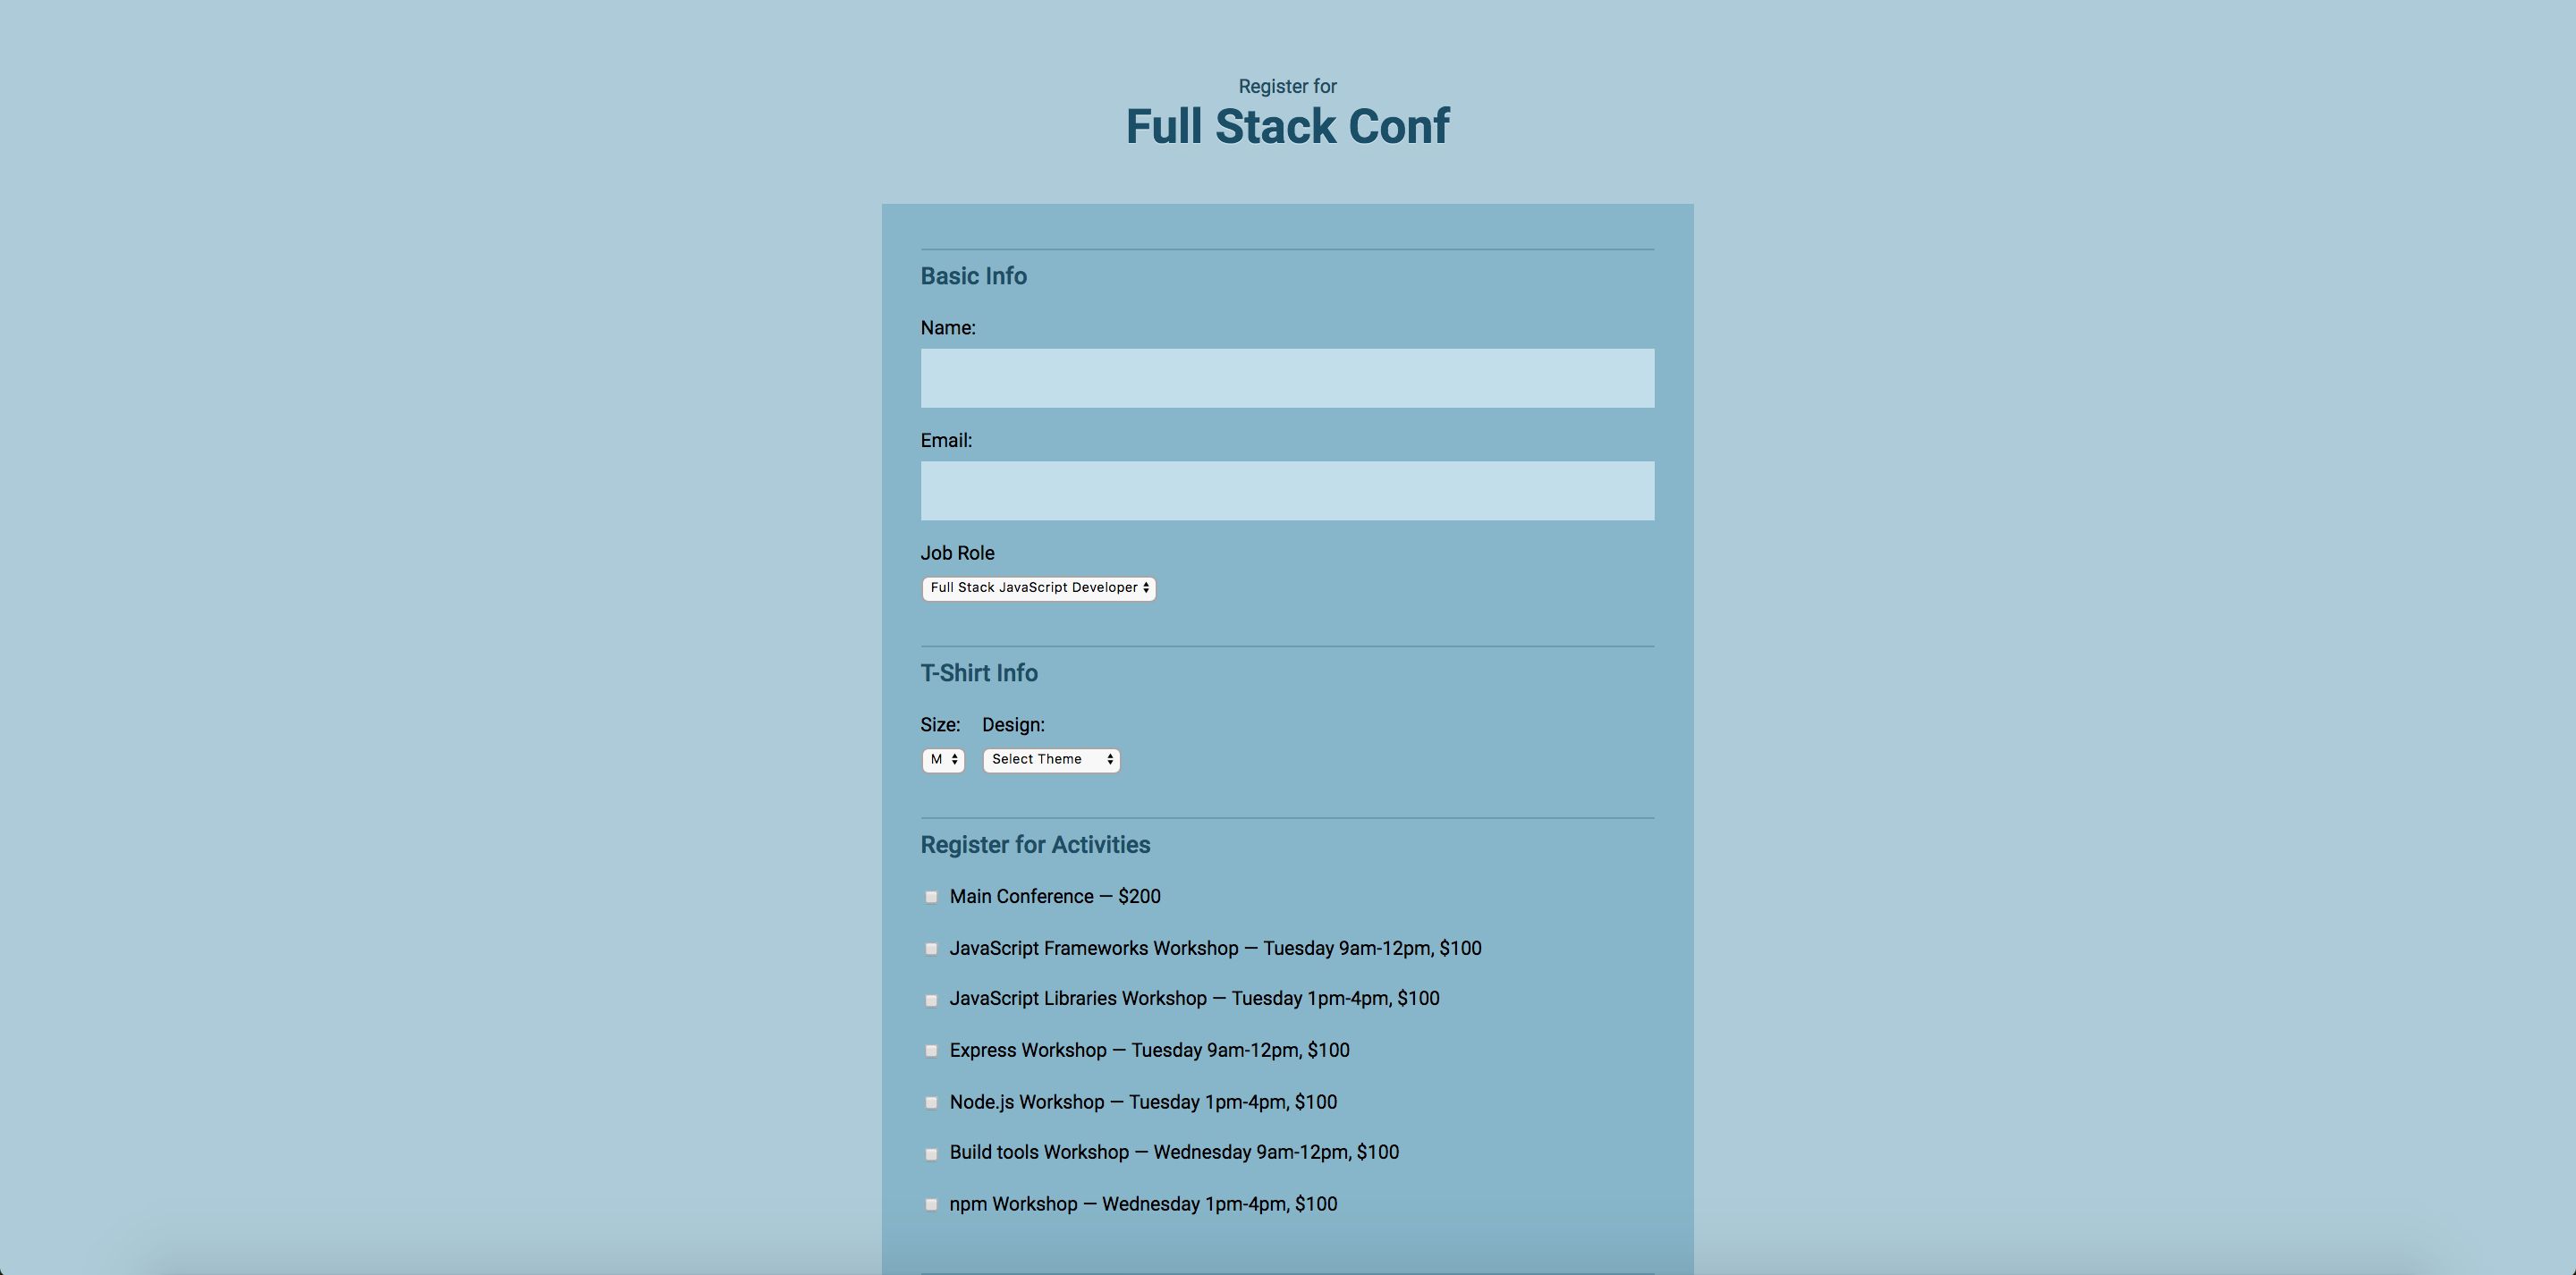 Register for
Full Stack Conf
Basic Info
Name:
Email:
Job Role
Full Stack JavaScript Developer
T-Shirt Info
Size: Design:
M Select Theme
Register for Activities
Main Conference — $200
JavaScript Frameworks Workshop — Tuesday 9am-12pm, $100
JavaScript Libraries Workshop — Tuesday 1pm-4pm, $100
Express Workshop — Tuesday 9am-12pm, $100
Node.js Workshop — Tuesday 1pm-4pm, $100
Build tools Workshop — Wednesday 9am-12pm, $100
npm Workshop — Wednesday 1pm-4pm, $100